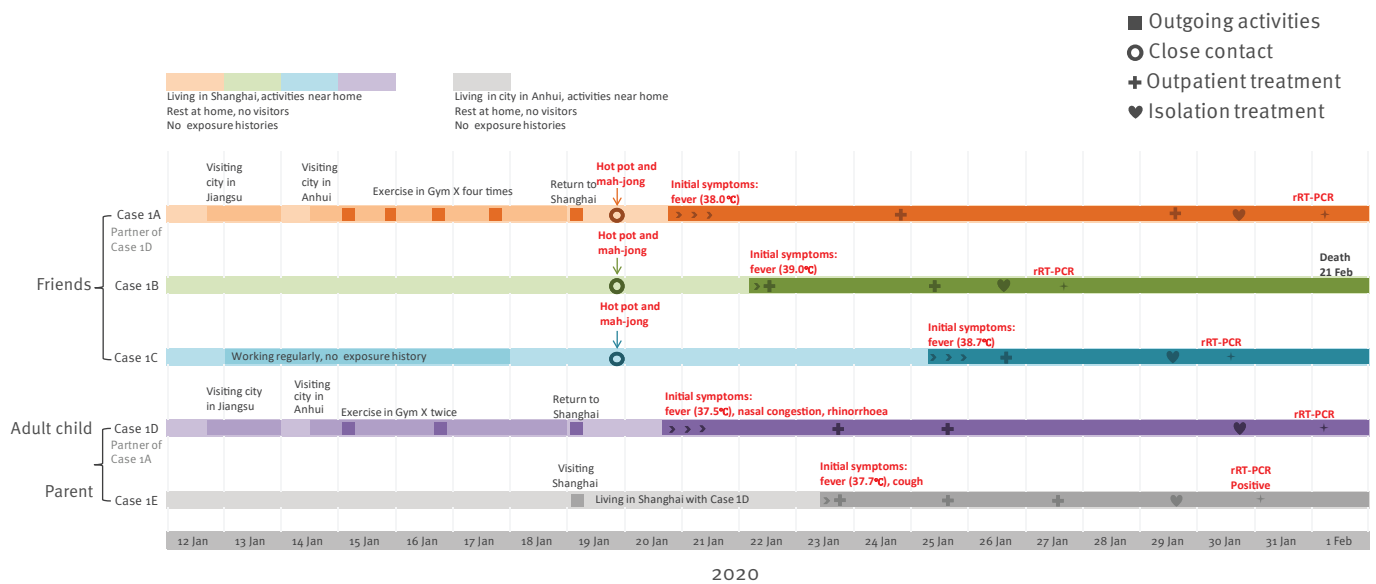 Outgoing activities
Close contact
Outpatient treatment
Isolation treatment
Living in Shanghai, activities near home
Rest at home, no visitors
No exposure histories
Living in city in Anhui, activities near home
Rest at home, no visitors
No exposure histories
Visiting
city in
Jiangsu
Visiting
city in
Anhui
Exercise in Gym X four times
Return to
Shanghai
Hot pot and
mah-jong
Initial symptoms:
fever (38.0℃)
rRT-PCR
Case 1A
Partner of
Case 1D
Hot pot and
mah-jong
Initial symptoms:
fever (39.0℃)
rRT-PCR
Death
21 Feb
Friends
Case 1B
Hot pot and
mah-jong
Initial symptoms:
fever (38.7℃)
rRT-PCR
Case 1C
Working regularly, no exposure history
Visiting city
in Jiangsu
Visiting
city in
Anhui
Exercise in Gym X twice
Return to
Shanghai
Initial symptoms:
fever (37.5℃), nasal congestion, rhinorrhoea
rRT-PCR
Adult child
Case 1D
Partner of
Case 1A
Visiting
Shanghai
Initial symptoms:
fever (37.7℃), cough
rRT-PCR
Positive
Parent
Case 1E
Living in Shanghai with Case 1D
12 Jan 13 Jan 14 Jan 15 Jan 16 Jan 17 Jan 18 Jan 19 Jan 20 Jan 21 Jan 22 Jan 23 Jan 24 Jan 25 Jan 26 Jan 27 Jan 28 Jan 29 Jan 30 Jan 31 Jan 1 Feb
2020